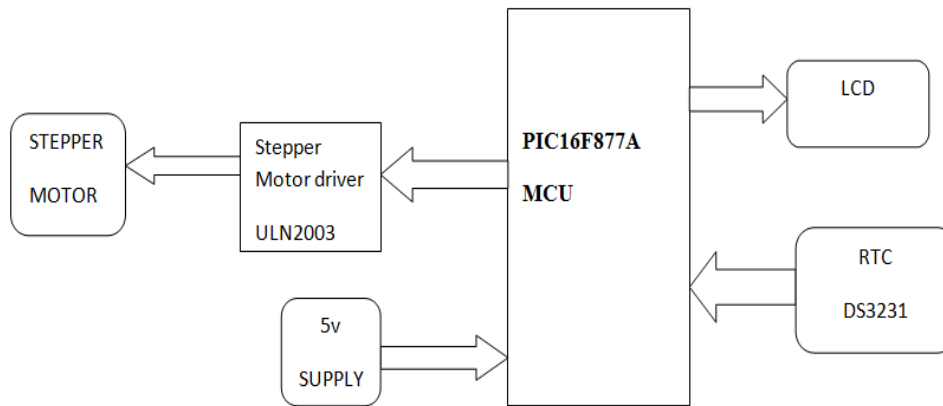 STEPPER
MOTOR
Stepper
Motor driver
ULN2003
5v
SUPPLY
PIC16F877A
MCU
LCD
RTC
DS3231